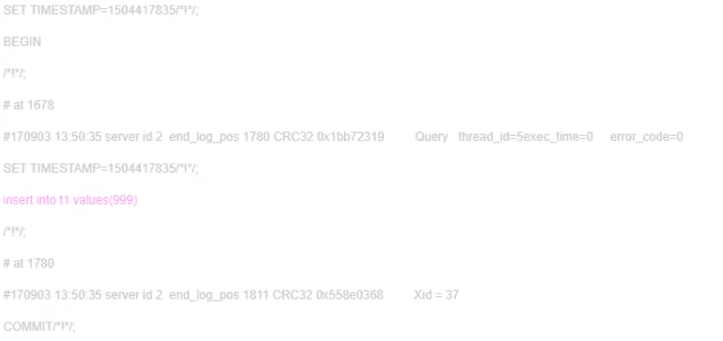 SET TIMESTAMP=1504417835/*!*/;
BEGIN
/*!*/;
# at 1678
#170903 13:50:35 server id 2  end_log_pos 1780 CRC32 0x1bb72319  Query  thread_id=5exec_time=0  error_code=0
SET TIMESTAMP=1504417835/*!*/;
insert into t1 values(999)
/*!*/;
# at 1780
#170903 13:50:35 server id 2  end_log_pos 1811 CRC32 0x558e0368  Xid = 37
COMMIT/*!*/;